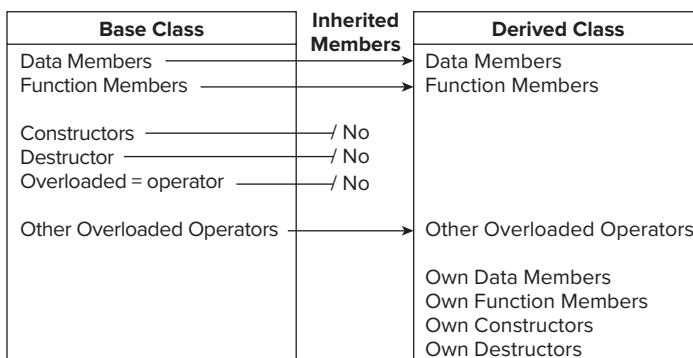 Base Class
Inherited
Members
Derived Class
Data Members
Data Members
Function Members
Function Members
Constructors
No
Destructor
No
Overloaded = operator
No
Other Overloaded Operators
Other Overloaded Operators
Own Data Members
Own Function Members
Own Constructors
Own Destructors